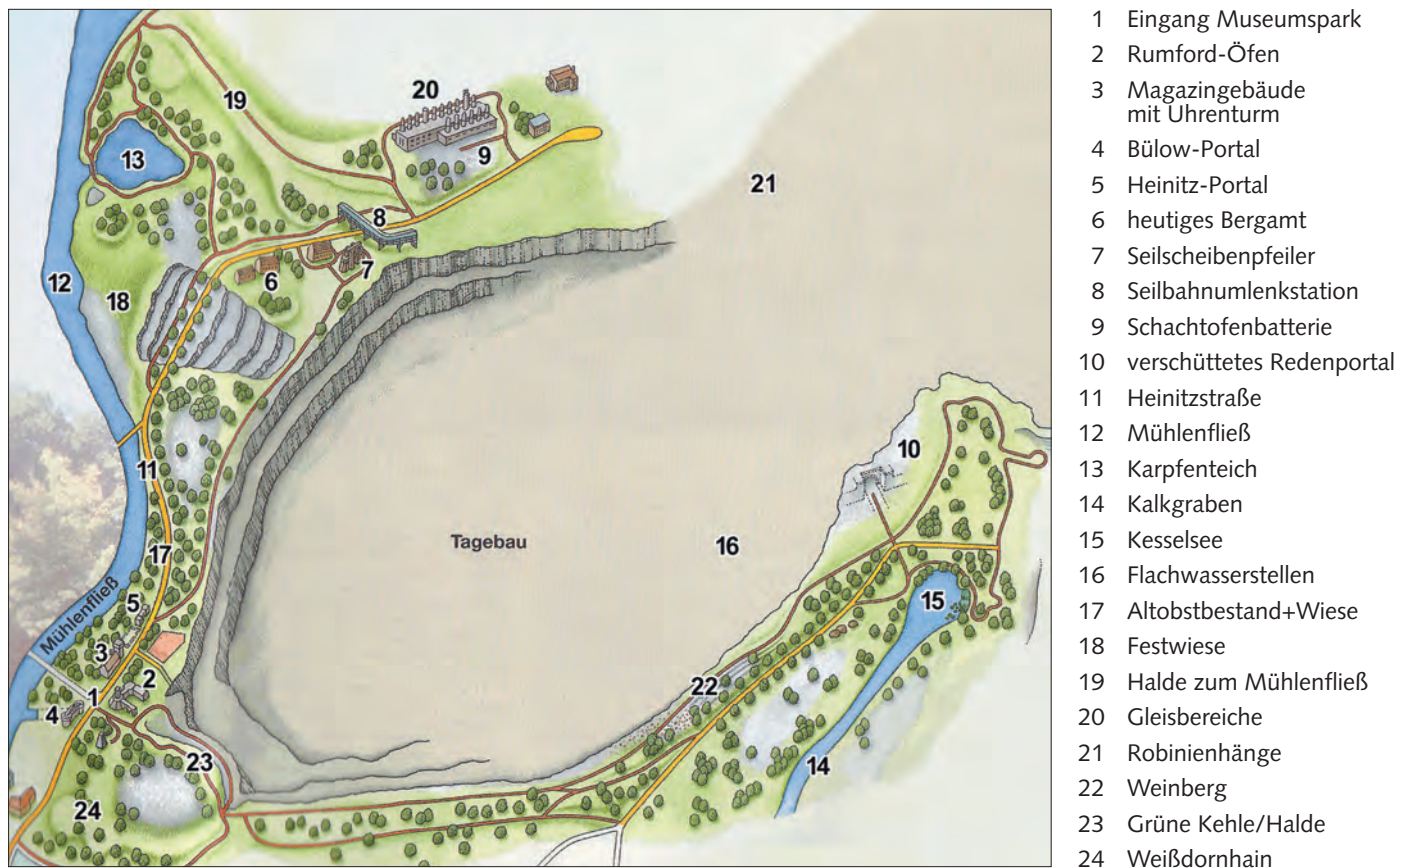 20
19
9
13
21
8
7
6
12
18
10
11
Tagebau
16
17
Mühlenfließ
5
15
3
2
22
1
4
23
14
24
1 Eingang Museumspark
2 Rumford-Öfen
3 Magazingebäude
mit Uhrenturm
4 Bülow-Portal
5 Heinitz-Portal
6 heutiges Bergamt
7 Seilscheibenpfeiler
8 Seilbahnumlenkstation
9 Schachtofenbatterie
10 verschüttetes Redenportal
11 Heinitzstraße
12 Mühlenfließ
13 Karpfenteich
14 Kalkgraben
15 Kesselsee
16 Flachwasserstellen
17 Altobstbestand+Wiese
18 Festwiese
19 Halde zum Mühlenfließ
20 Gleisbereiche
21 Robinienhänge
22 Weinberg
23 Grüne Kehle/Halde
24 Weißdornhain